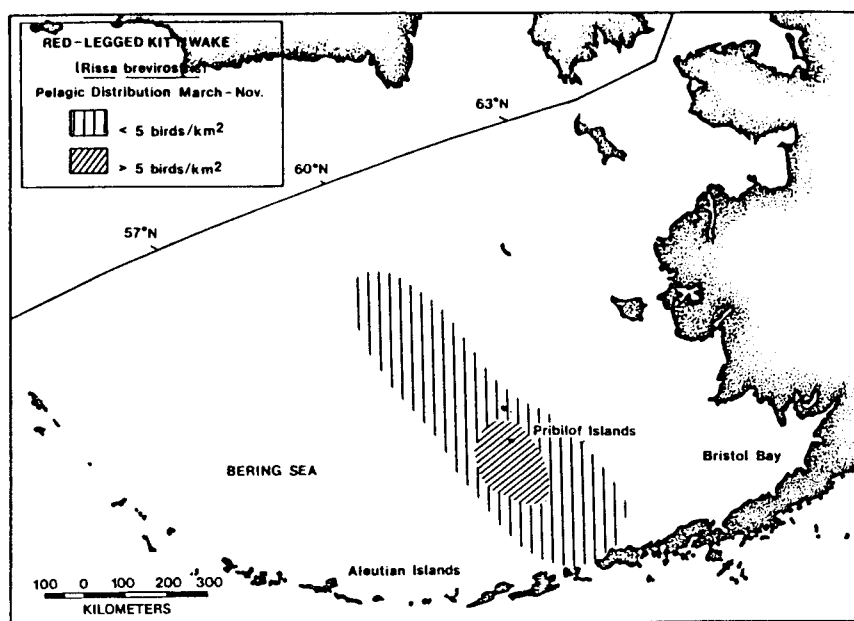 RED-LEGGED KITTIWAKE
(Rissa brevirostris)
Pelagic Distribution March-Nov.
< 5 birds/km2
> 5 birds/km2
63°N
60°N
57°N
Pribilof Islands
Bristol Bay
BERING SEA
Aleutian Islands
100 0 100 200 300
KILOMETERS